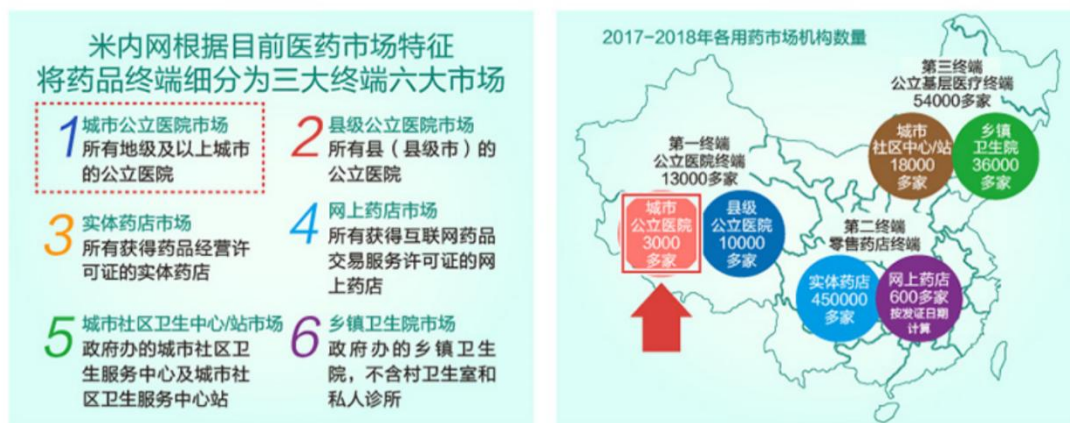 米内网根据目前医药市场特征
将药品终端细分为三大终端六大市场
1
城市公立医院市场
所有地级及以上城市
的公立医院
2
县级公立医院市场
所有县（县级市）的
公立医院
3
实体药店市场
所有获得药品经营许
可证的实体药店
4
网上药店市场
所有获得互联网药品
交易服务许可证的网
上药店
5
城市社区卫生中心/站市场
政府办的城市社区卫
生服务中心及城市社
区卫生服务中心站
6
乡镇卫生院市场
政府办的乡镇卫生
院，不含村卫生室和
私人诊所
2017-2018年各用药市场机构数量
第三终端
公立基层医疗终端
54000多家
城市
社区中心/站
18000
多家
乡镇
卫生院
36000
多家
第一终端
公立医院终端
13000多家
城市
公立医院
3000
多家
县级
公立医院
10000
多家
第二终端
零售药店终端
实体药店
450000
多家
网上药店
600多家
按发证日期
计算